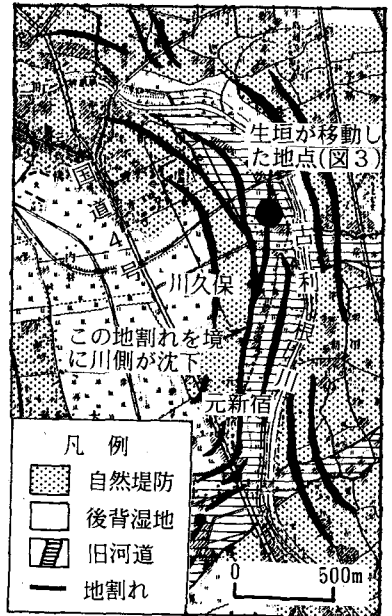 生垣が移動し
た地点(図3)
国道4号
古利根川
川久保
この地割れを境
に川側が沈下
元新宿
凡例
自然堤防
後背湿地
旧河道
地割れ
0 500m